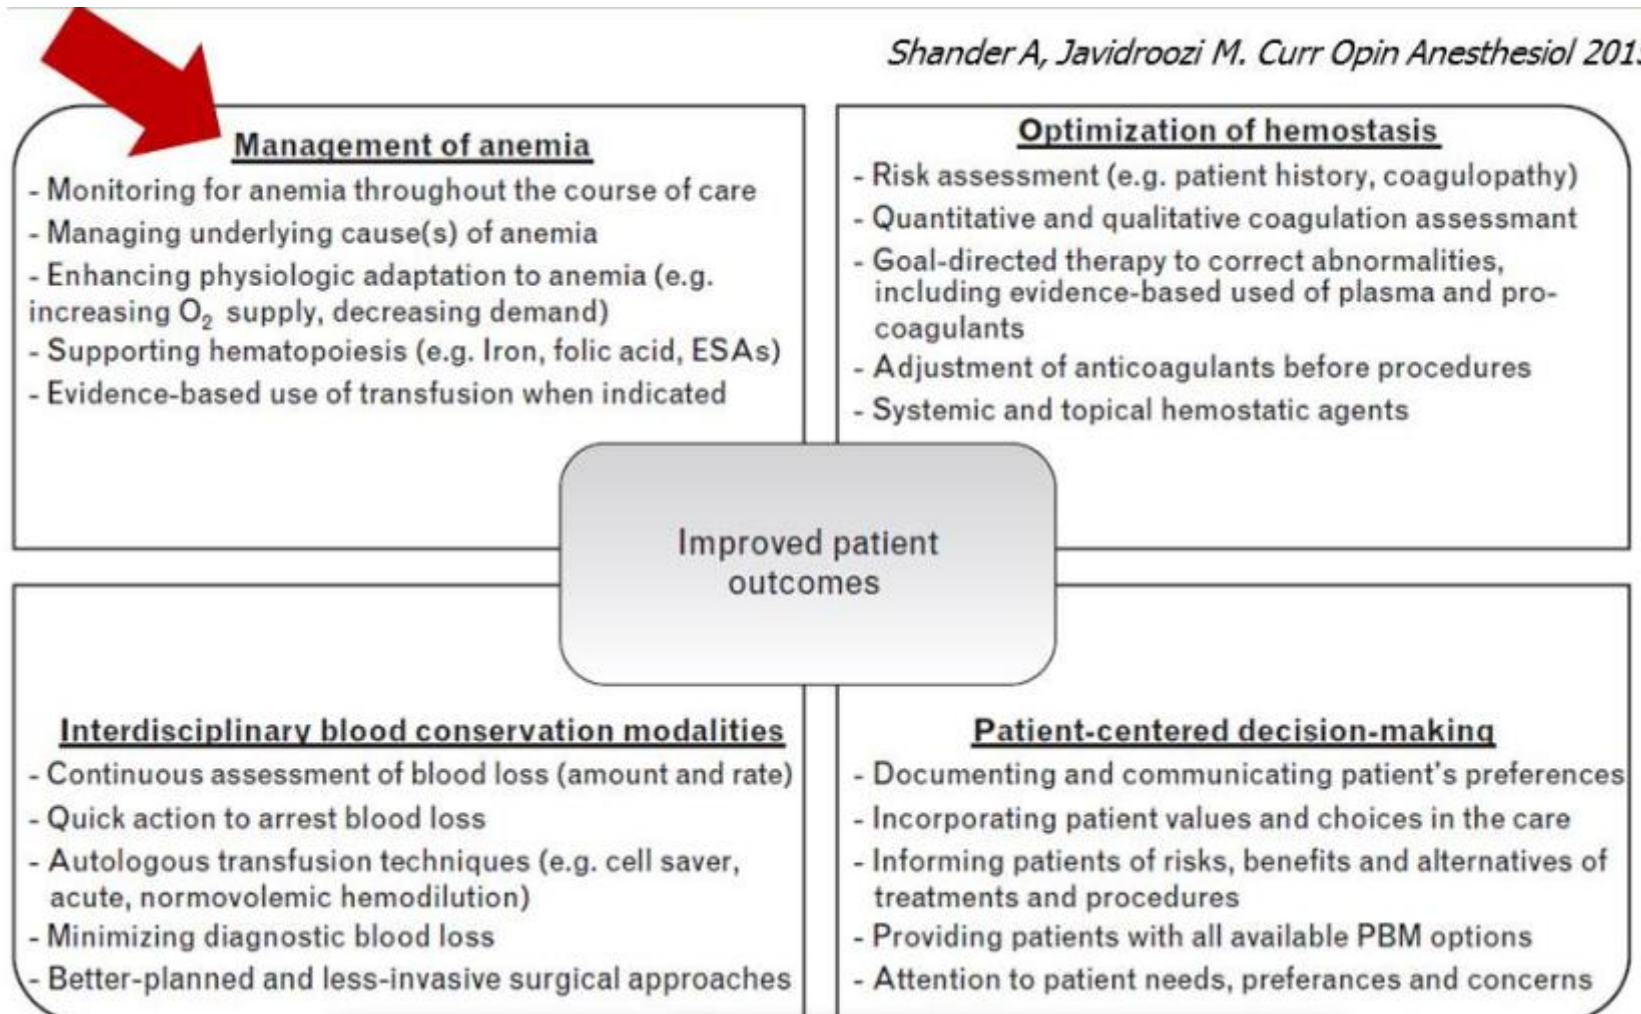 Shander A, Javidroozi M. Curr Opin Anesthesiol 201
Management of anemia
- Monitoring for anemia throughout the course of care
- Managing underlying cause(s) of anemia
- Enhancing physiologic adaptation to anemia (e.g.
increasing O₂ supply, decreasing demand)
- Supporting hematopoiesis (e.g. Iron, folic acid, ESAs)
- Evidence-based use of transfusion when indicated
Optimization of hemostasis
- Risk assessment (e.g. patient history, coagulopathy)
- Quantitative and qualitative coagulation assessmant
- Goal-directed therapy to correct abnormalities,
including evidence-based used of plasma and pro-
coagulants
- Adjustment of anticoagulants before procedures
- Systemic and topical hemostatic agents
Improved patient
outcomes
Interdisciplinary blood conservation modalities
- Continuous assessment of blood loss (amount and rate)
- Quick action to arrest blood loss
- Autologous transfusion techniques (e.g. cell saver,
acute, normovolemic hemodilution)
- Minimizing diagnostic blood loss
- Better-planned and less-invasive surgical approaches
Patient-centered decision-making
- Documenting and communicating patient's preferences
- Incorporating patient values and choices in the care
- Informing patients of risks, benefits and alternatives of
treatments and procedures
- Providing patients with all available PBM options
- Attention to patient needs, preferances and concerns